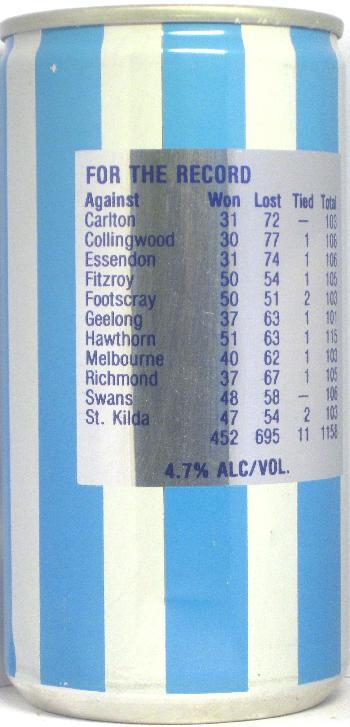 FOR THE RECORD
Against Won Lost Tied Total
Carlton 31 72 – 103
Collingwood 30 77 1 108
Essendon 31 74 1 106
Fitzroy 50 54 1 105
Footscray 50 51 2 103
Geelong 37 63 1 101
Hawthorn 51 63 1 115
Melbourne 40 62 1 103
Richmond 37 67 1 105
Swans 48 58 – 106
St. Kilda 47 54 2 103
452 695 11 1158
4.7% ALC/VOL.